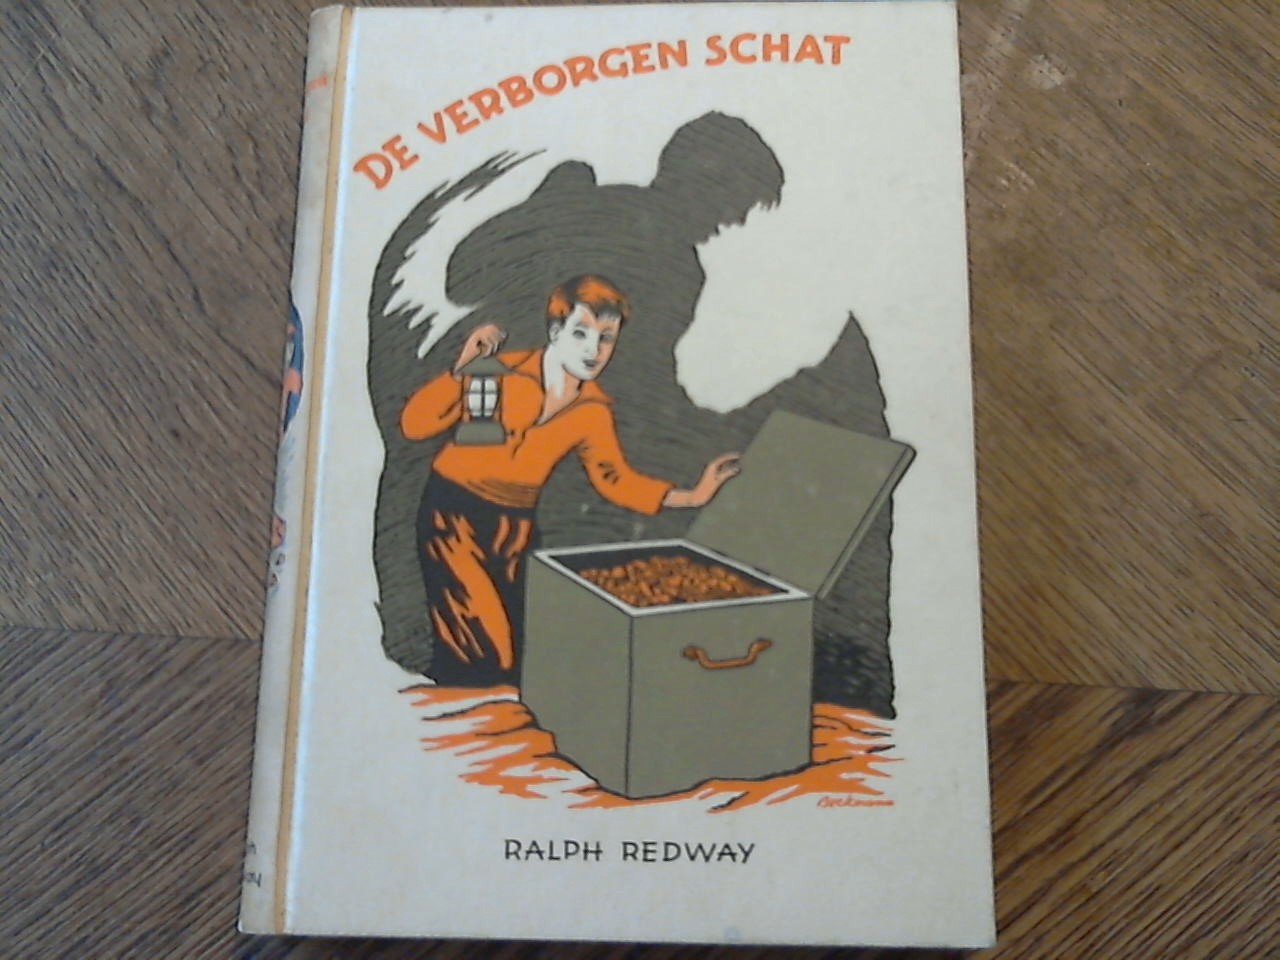 DE VERBORGEN SCHAT
RALPH REDWAY